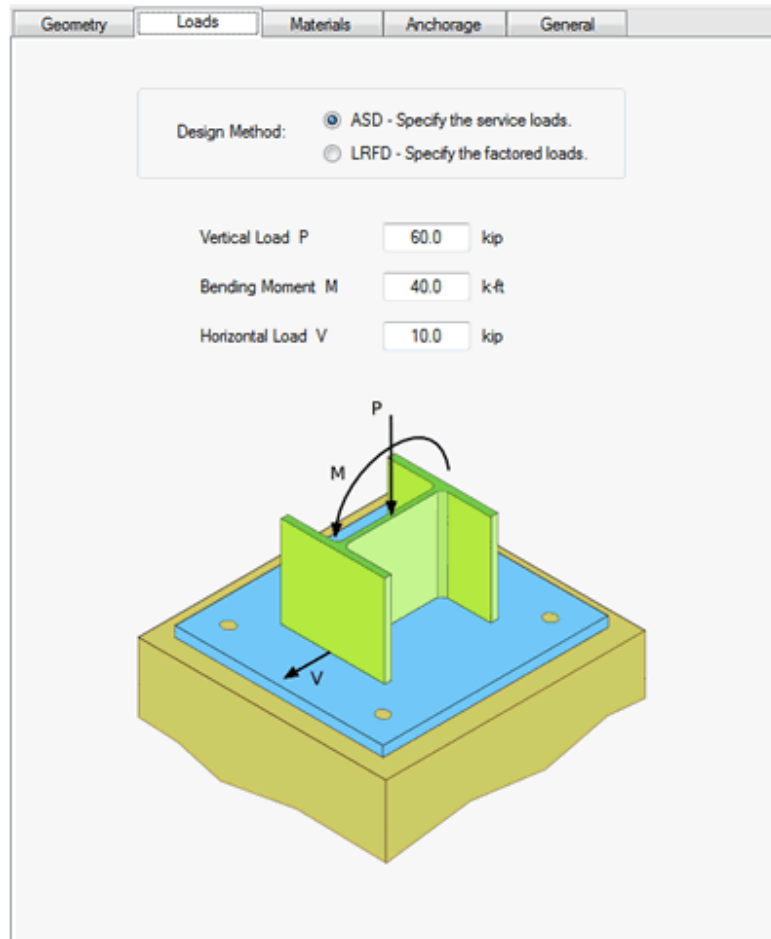 Geometry Loads Materials Anchorage General
Design Method:
ASD - Specify the service loads.
LRFD - Specify the factored loads.
Vertical Load P 60.0 kip
Bending Moment M 40.0 k-ft
Horizontal Load V 10.0 kip
P
M
V